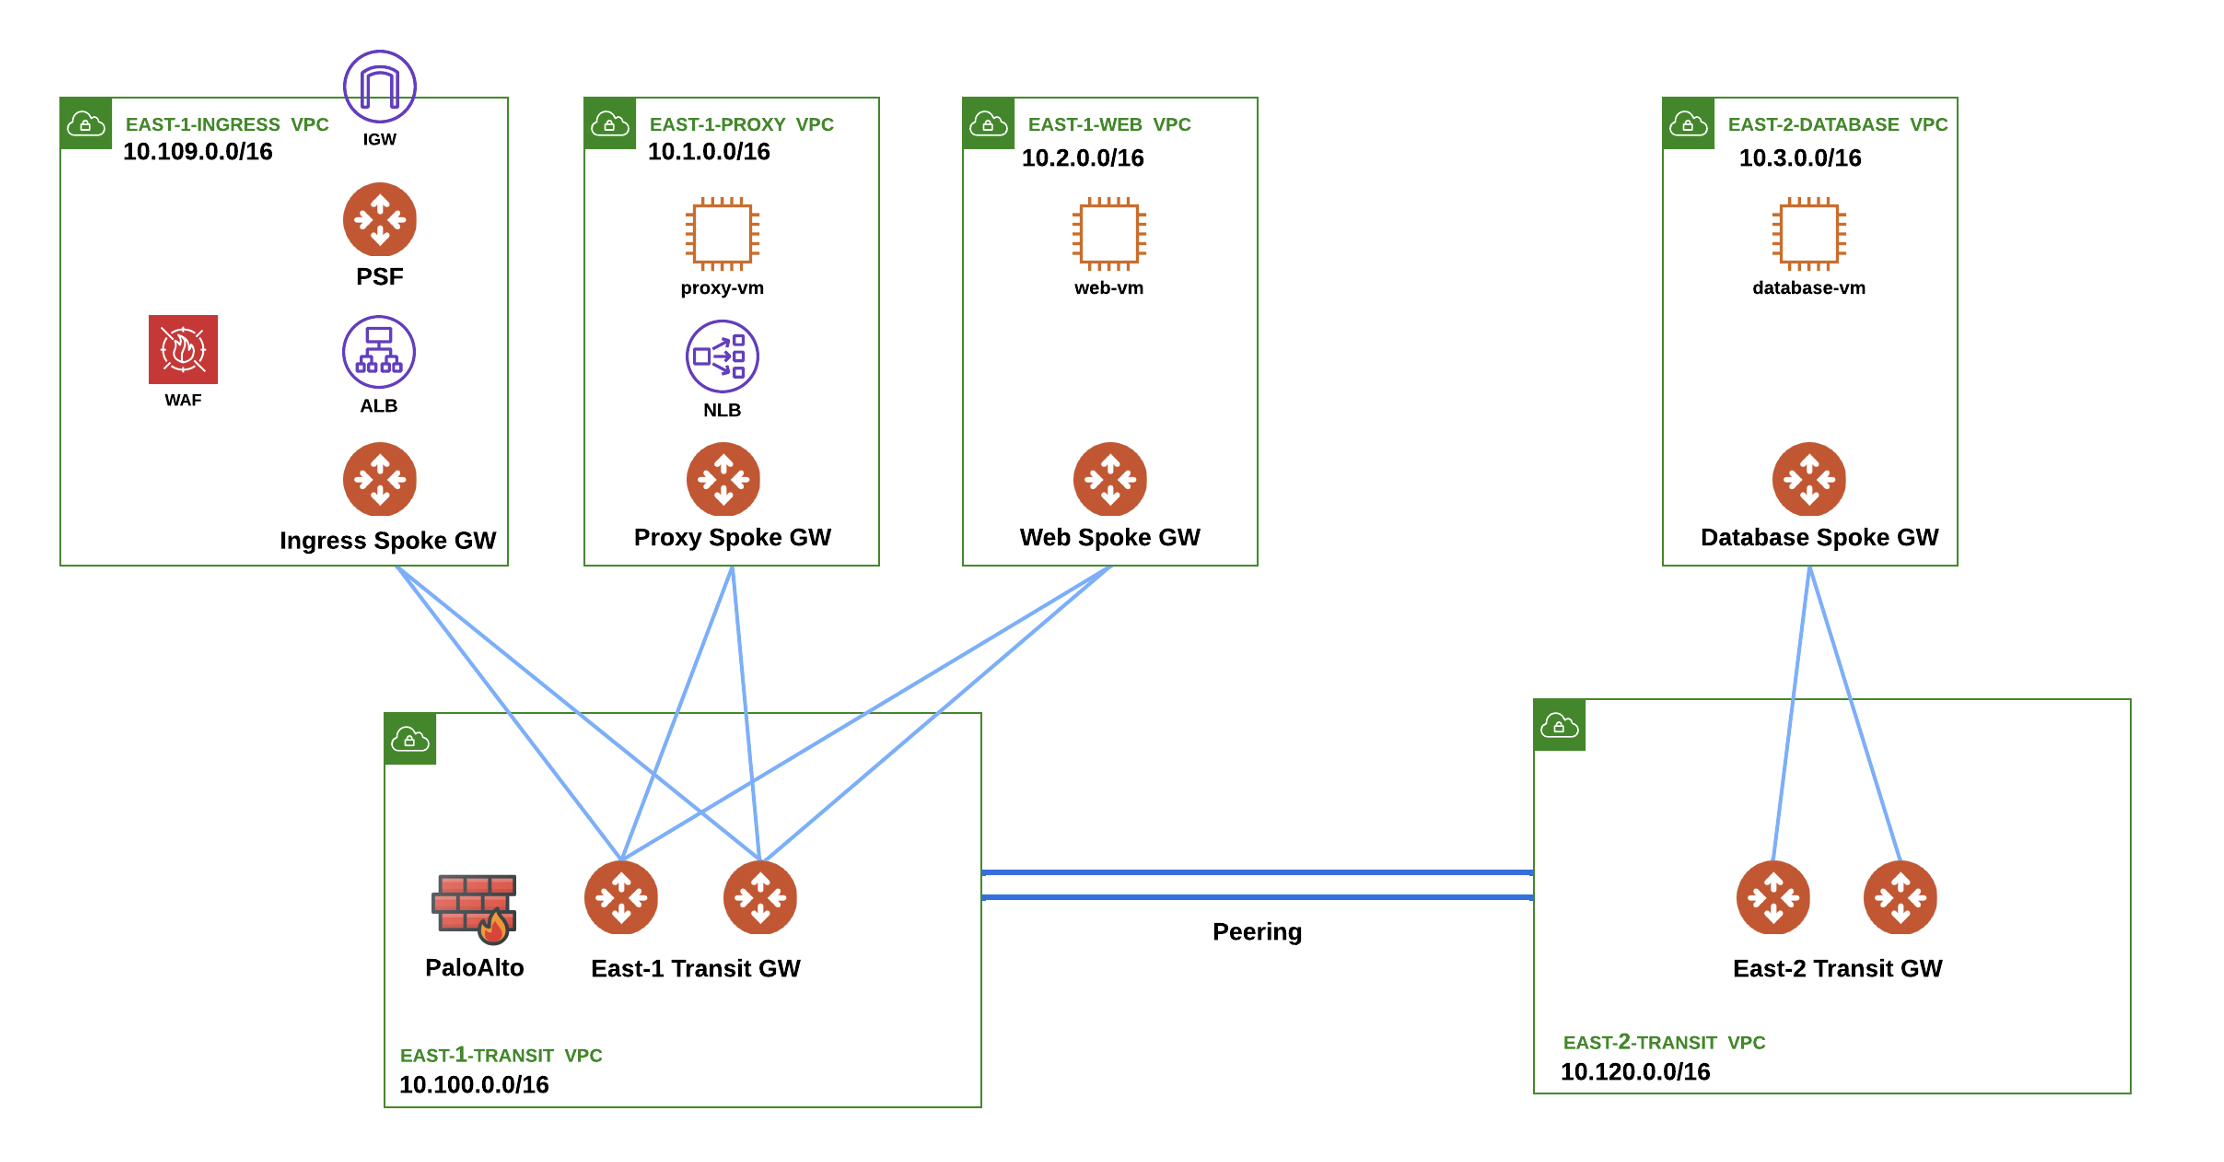 IGW
EAST-1-INGRESS VPC
10.109.0.0/16
PSF
WAF
ALB
Ingress Spoke GW
EAST-1-PROXY VPC
10.1.0.0/16
proxy-vm
NLB
Proxy Spoke GW
EAST-1-WEB VPC
10.2.0.0/16
web-vm
Web Spoke GW
EAST-2-DATABASE VPC
10.3.0.0/16
database-vm
Database Spoke GW
PaloAlto
East-1 Transit GW
EAST-1-TRANSIT VPC
10.100.0.0/16
Peering
East-2 Transit GW
EAST-2-TRANSIT VPC
10.120.0.0/16